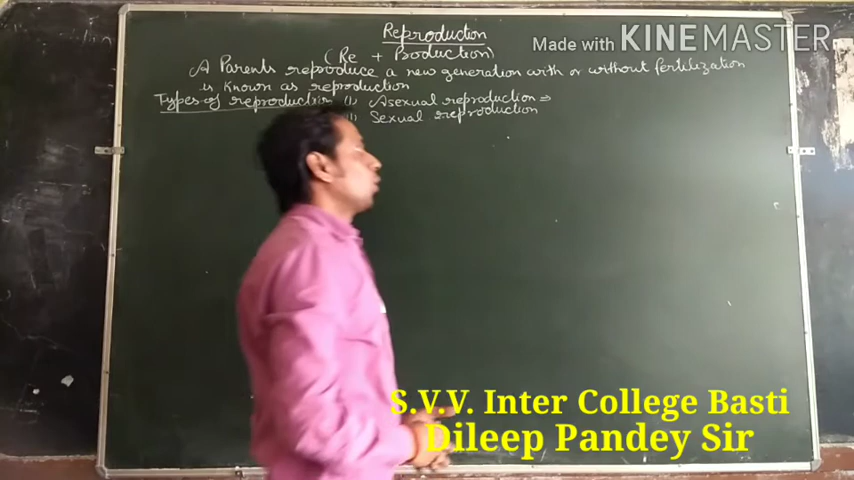 Reproduction
(Re + Production)
A Parents reproduce a new generation with or without fertilization
is known as reproduction
Types of reproduction (i) Asexual reproduction ⇒
(ii) Sexual reproduction
Made with KINEMASTER
S.V.V. Inter College Basti
Dileep Pandey Sir